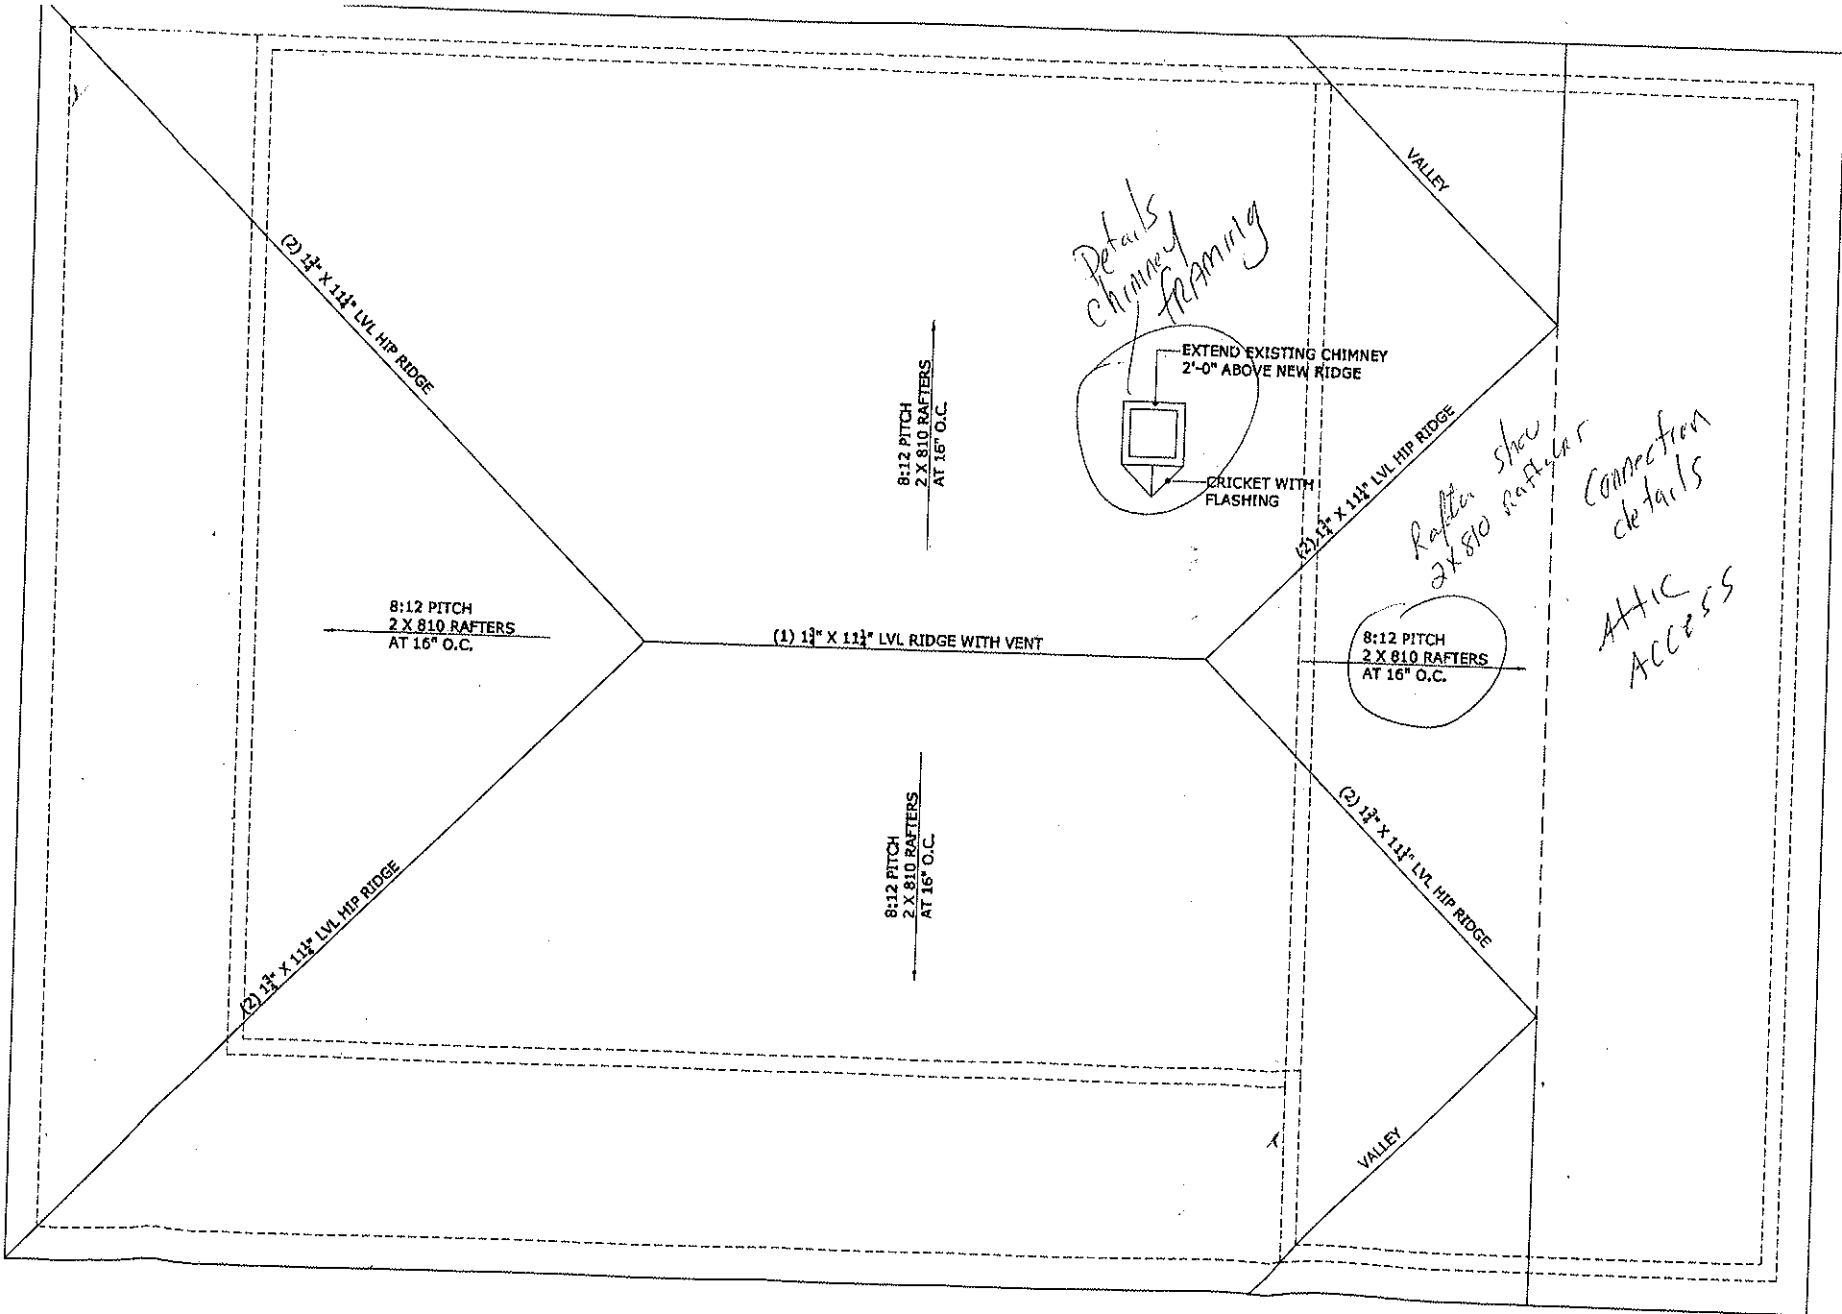 VALLEY
Details
chimney
FRAMING
(2) 1¾" X 11¼" LVL HIP RIDGE
EXTEND EXISTING CHIMNEY
2'-0" ABOVE NEW RIDGE
8:12 PITCH
2 X 810 RAFTERS
AT 16" O.C.
CRICKET WITH
FLASHING
(2) 1¾" X 11¼" LVL HIP RIDGE
show
2X810
Connection
details
Attic
ACCESS
8:12 PITCH
2 X 810 RAFTERS
AT 16" O.C.
(1) 1¾" X 11¼" LVL RIDGE WITH VENT
8:12 PITCH
2 X 810 RAFTERS
AT 16" O.C.
8:12 PITCH
2 X 810 RAFTERS
AT 16" O.C.
(2) 1¾" X 11¼" LVL HIP RIDGE
(2) 1¾" X 11¼" LVL HIP RIDGE
VALLEY